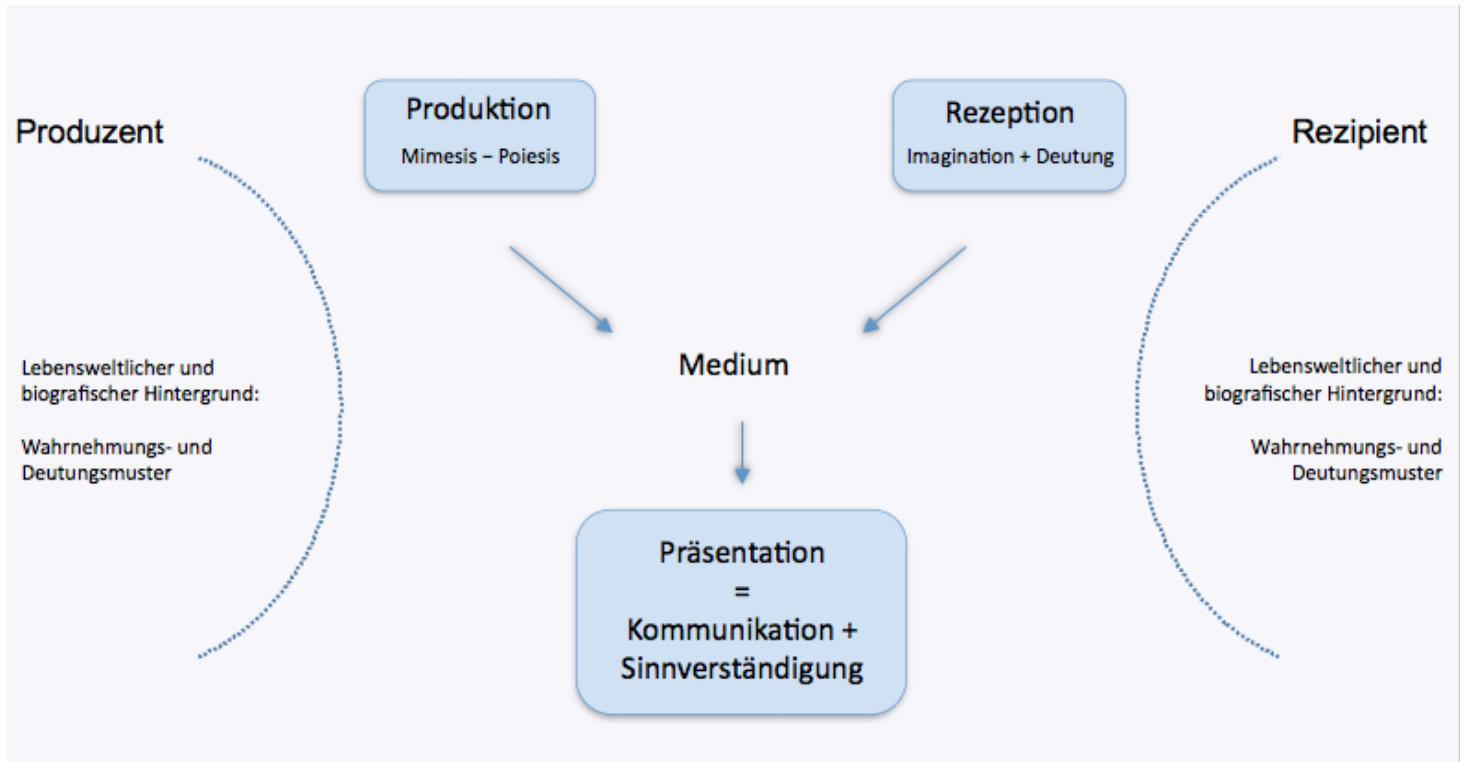 Produktion
Mimesis – Poiesis
Rezeption
Imagination + Deutung
Produzent
Rezipient
Medium
Lebensweltlicher und
biografischer Hintergrund:
Wahrnehmungs- und
Deutungsmuster
Lebensweltlicher und
biografischer Hintergrund:
Wahrnehmungs- und
Deutungsmuster
Präsentation
=
Kommunikation +
Sinnverständigung